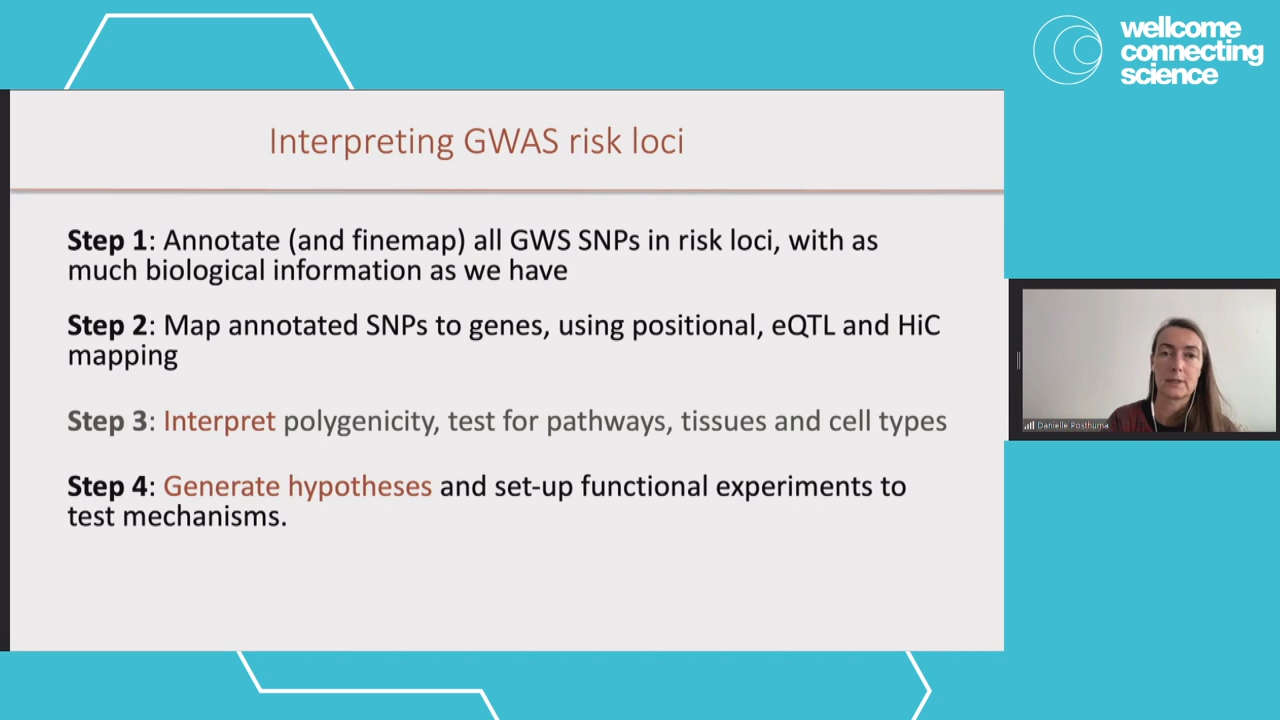 wellcome
connecting
science
Interpreting GWAS risk loci
Step 1: Annotate (and finemap) all GWS SNPs in risk loci, with as
much biological information as we have
Step 2: Map annotated SNPs to genes, using positional, eQTL and HiC
mapping
Step 3: Interpret polygenicity, test for pathways, tissues and cell types
Step 4: Generate hypotheses and set-up functional experiments to
test mechanisms.
Danielle Posthuma